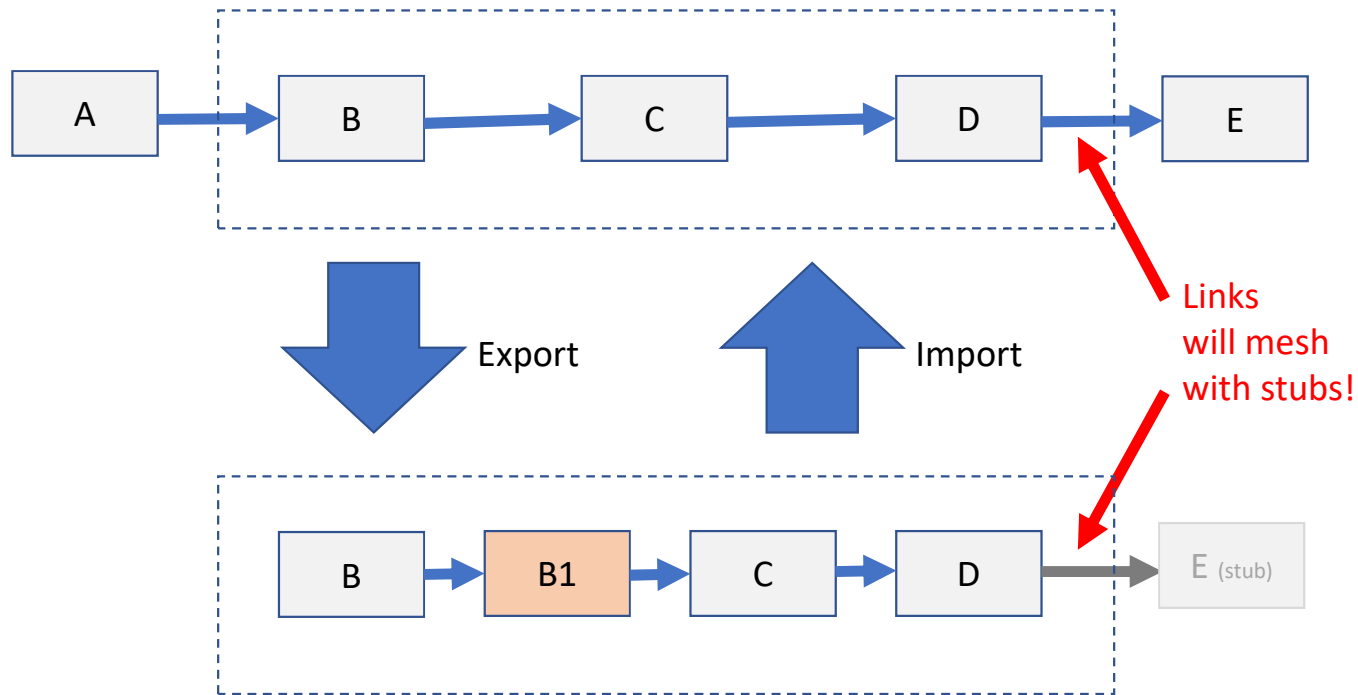 A
B
C
D
E
Export
Import
Links
will mesh
with stubs!
B
B1
C
D
E (stub)